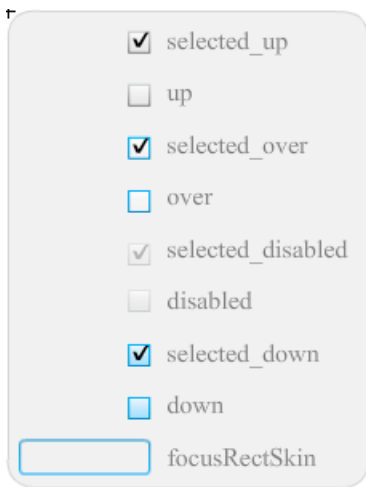 selected_up
up
selected_over
over
selected_disabled
disabled
selected_down
down
focusRectSkin